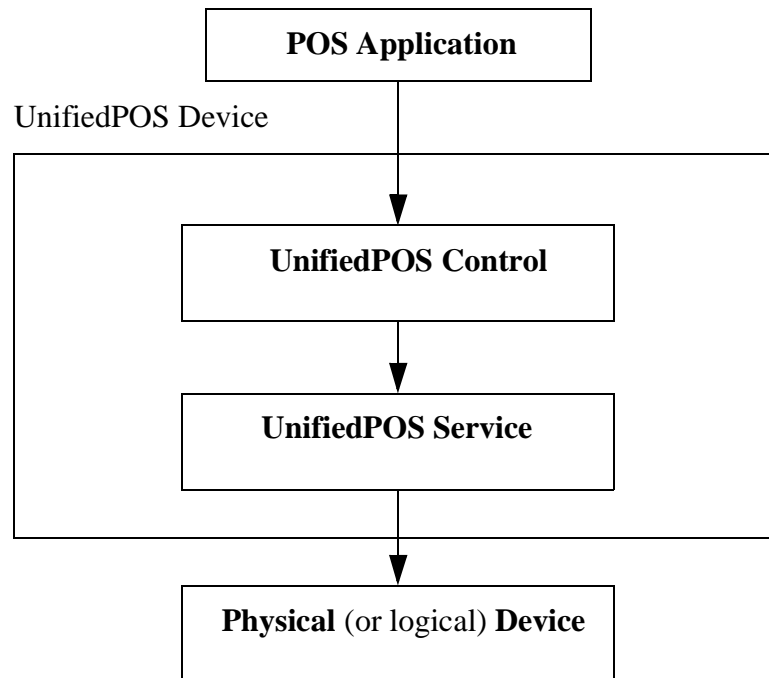 POS Application
UnifiedPOS Device
UnifiedPOS Control
UnifiedPOS Service
Physical (or logical) Device